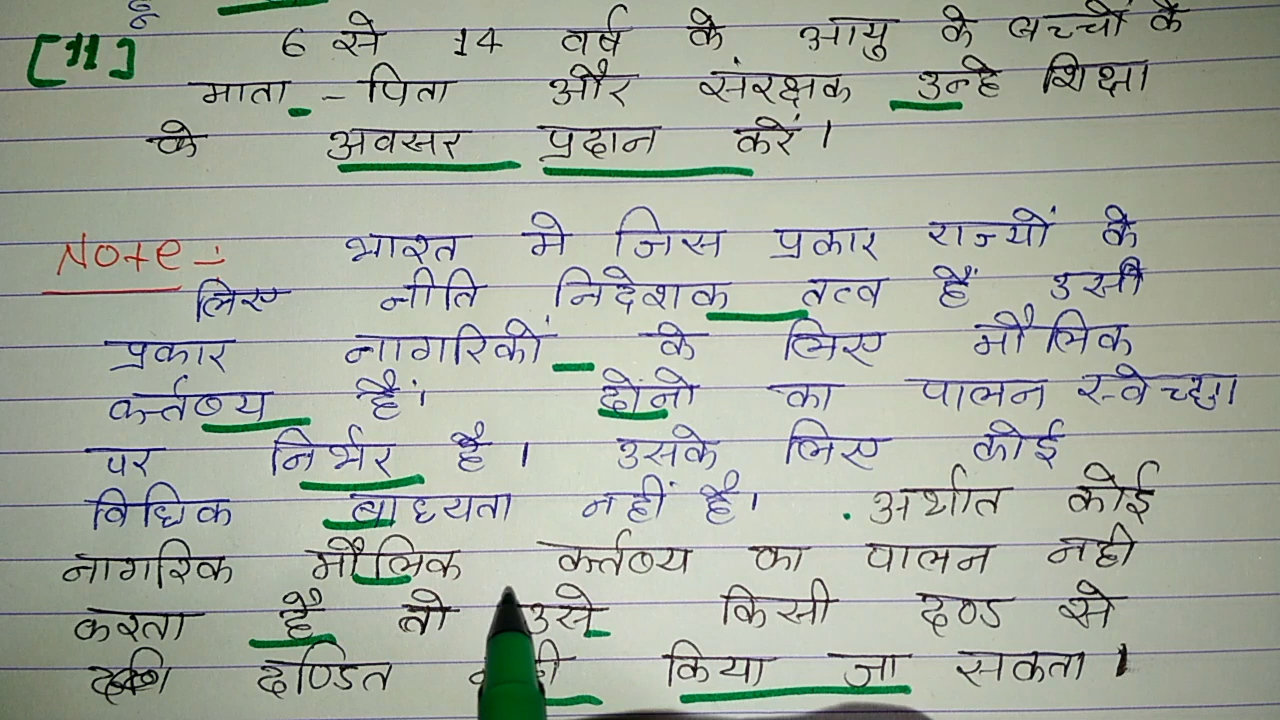 [11] 6 से 14 वर्ष के आयु के बच्चों के
माता - पिता और संरक्षक उन्हे शिक्षा
के अवसर प्रदान करें।
Note :- भारत मे जिस प्रकार राज्यों के
लिए नीति निदेशक तत्व हैं उसी
प्रकार नागरिकों के लिए मौलिक
कर्तव्य हैं। दोनो का पालन स्वेच्छा
पर निर्भर है। उसके लिए कोई
विधिक बाध्यता नहीं है। अर्थात कोई
नागरिक मौलिक कर्तव्य का पालन नही
करता है तो उसे किसी दण्ड से
दण्डित किया जा सकता।